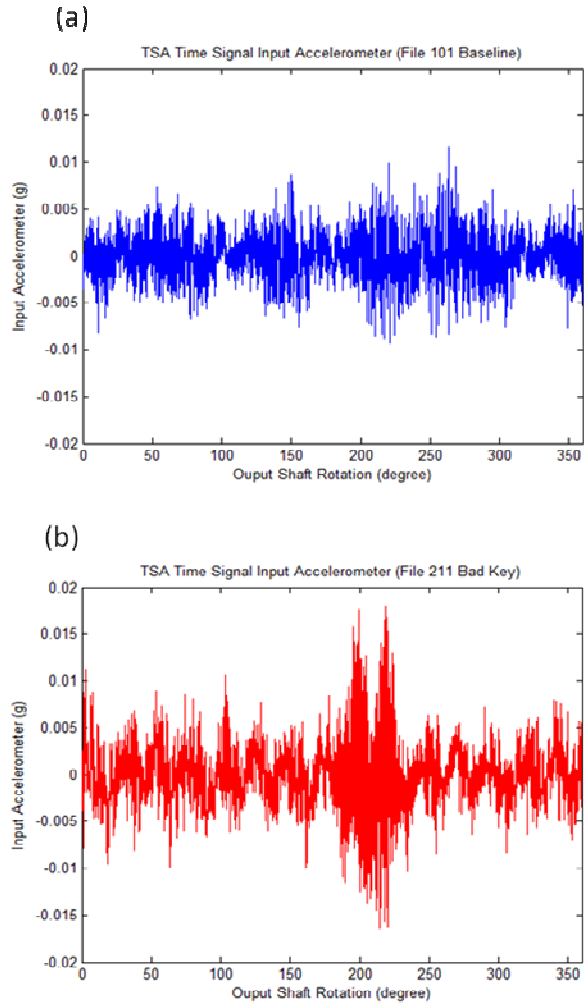 (a)
TSA Time Signal Input Accelerometer (File 101 Baseline)
0.02
0.015
0.01
0.005
0
-0.005
-0.01
-0.015
-0.02
Input Accelerometer (g)
0 50 100 150 200 250 300 350
Ouput Shaft Rotation (degree)
(b)
TSA Time Signal Input Accelerometer (File 211 Bad Key)
0.02
0.015
0.01
0.005
0
-0.005
-0.01
-0.015
-0.02
Input Accelerometer (g)
0 50 100 150 200 250 300 350
Ouput Shaft Rotation (degree)